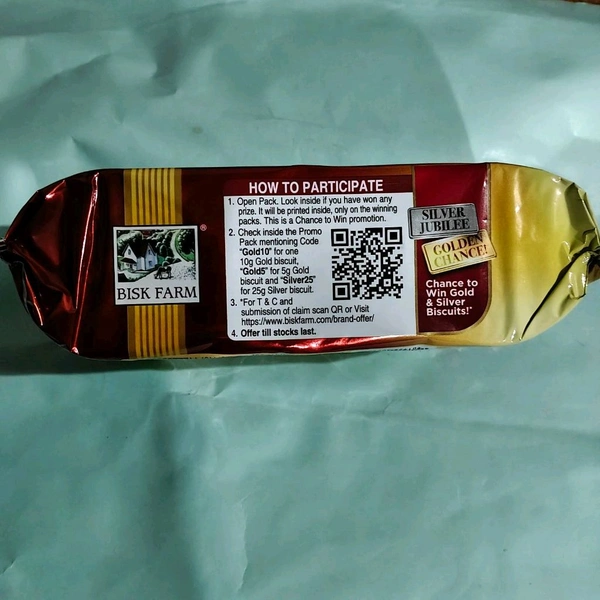 HOW TO PARTICIPATE
1. Open Pack. Look inside if you have won any
prize. It will be printed inside, only on the winning
packs. This is a Chance to Win promotion.
2. Check inside the Promo
Pack mentioning Code
"Gold10" for one
10g Gold biscuit,
"Gold5" for 5g Gold
biscuit and "Silver25"
for 25g Silver biscuit.
3. *For T & C and
submission of claim scan QR or Visit
https://www.biskfarm.com/brand-offer/
4. Offer till stocks last.
®
BISK FARM
SILVER
JUBILEE
GOLDEN
CHANCE!
Chance to
Win Gold
& Silver
Biscuits!*